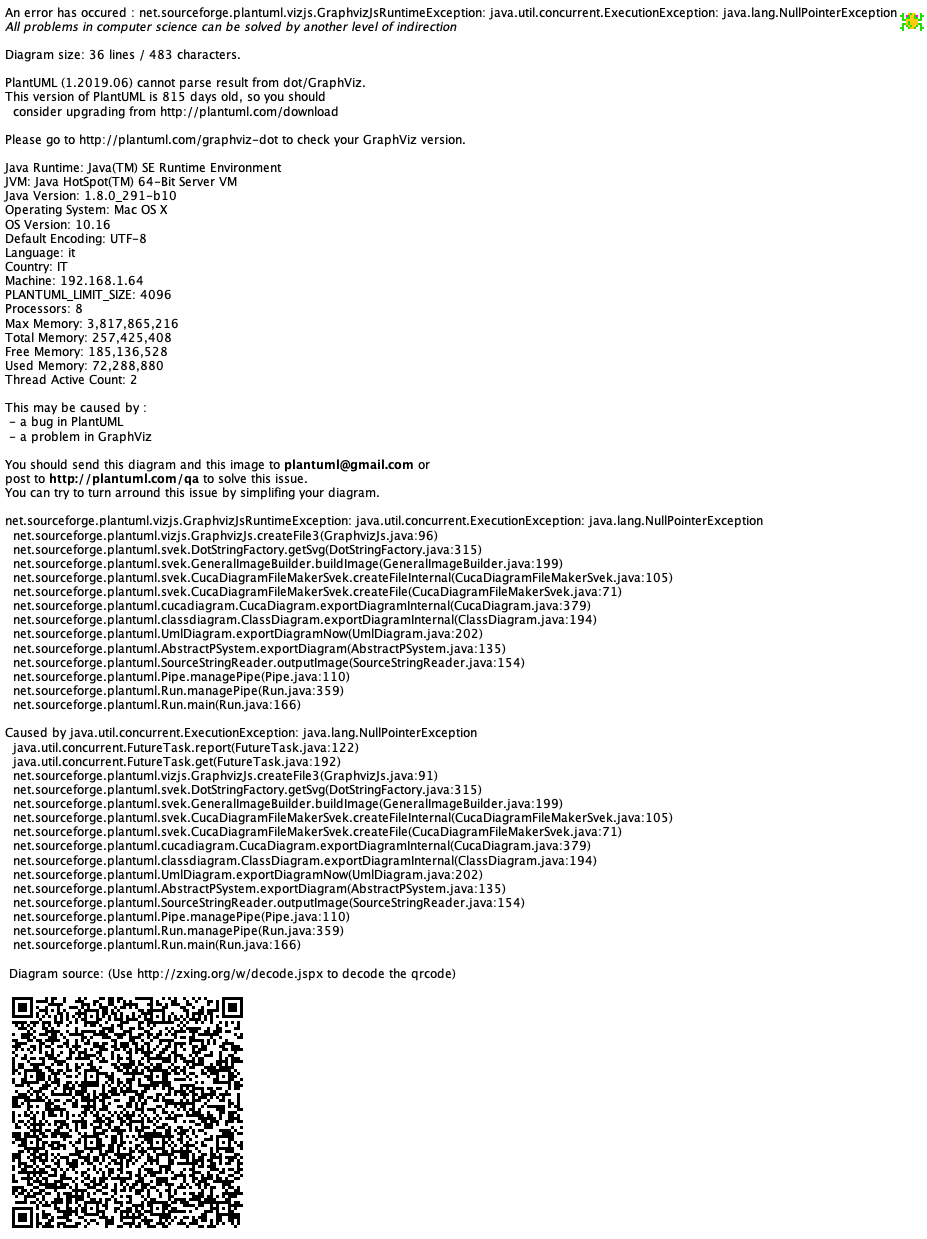 An error has occured : net.sourceforge.plantuml.vizjs.GraphvizJsRuntimeException: java.util.concurrent.ExecutionException: java.lang.NullPointerException
All problems in computer science can be solved by another level of indirection
Diagram size: 36 lines / 483 characters.
PlantUML (1.2019.06) cannot parse result from dot/GraphViz.
This version of PlantUML is 815 days old, so you should
consider upgrading from http://plantuml.com/download
Please go to http://plantuml.com/graphviz-dot to check your GraphViz version.
Java Runtime: Java(TM) SE Runtime Environment
JVM: Java HotSpot(TM) 64-Bit Server VM
Java Version: 1.8.0_291-b10
Operating System: Mac OS X
OS Version: 10.16
Default Encoding: UTF-8
Language: it
Country: IT
Machine: 192.168.1.64
PLANTUML_LIMIT_SIZE: 4096
Processors: 8
Max Memory: 3,817,865,216
Total Memory: 257,425,408
Free Memory: 185,136,528
Used Memory: 72,288,880
Thread Active Count: 2
This may be caused by :
- a bug in PlantUML
- a problem in GraphViz
You should send this diagram and this image to plantuml@gmail.com or
post to http://plantuml.com/qa to solve this issue.
You can try to turn arround this issue by simplifing your diagram.
net.sourceforge.plantuml.vizjs.GraphvizJsRuntimeException: java.util.concurrent.ExecutionException: java.lang.NullPointerException
net.sourceforge.plantuml.vizjs.GraphvizJs.createFile3(GraphvizJs.java:96)
net.sourceforge.plantuml.svek.DotStringFactory.getSvg(DotStringFactory.java:315)
net.sourceforge.plantuml.svek.GeneralImageBuilder.buildImage(GeneralImageBuilder.java:199)
net.sourceforge.plantuml.svek.CucaDiagramFileMakerSvek.createFileInternal(CucaDiagramFileMakerSvek.java:105)
net.sourceforge.plantuml.svek.CucaDiagramFileMakerSvek.createFile(CucaDiagramFileMakerSvek.java:71)
net.sourceforge.plantuml.cucadiagram.CucaDiagram.exportDiagramInternal(CucaDiagram.java:379)
net.sourceforge.plantuml.classdiagram.ClassDiagram.exportDiagramInternal(ClassDiagram.java:194)
net.sourceforge.plantuml.UmlDiagram.exportDiagramNow(UmlDiagram.java:202)
net.sourceforge.plantuml.AbstractPSystem.exportDiagram(AbstractPSystem.java:135)
net.sourceforge.plantuml.SourceStringReader.outputImage(SourceStringReader.java:154)
net.sourceforge.plantuml.Pipe.managePipe(Pipe.java:110)
net.sourceforge.plantuml.Run.managePipe(Run.java:359)
net.sourceforge.plantuml.Run.main(Run.java:166)
Caused by java.util.concurrent.ExecutionException: java.lang.NullPointerException
java.util.concurrent.FutureTask.report(FutureTask.java:122)
java.util.concurrent.FutureTask.get(FutureTask.java:192)
net.sourceforge.plantuml.vizjs.GraphvizJs.createFile3(GraphvizJs.java:91)
net.sourceforge.plantuml.svek.DotStringFactory.getSvg(DotStringFactory.java:315)
net.sourceforge.plantuml.svek.GeneralImageBuilder.buildImage(GeneralImageBuilder.java:199)
net.sourceforge.plantuml.svek.CucaDiagramFileMakerSvek.createFileInternal(CucaDiagramFileMakerSvek.java:105)
net.sourceforge.plantuml.svek.CucaDiagramFileMakerSvek.createFile(CucaDiagramFileMakerSvek.java:71)
net.sourceforge.plantuml.cucadiagram.CucaDiagram.exportDiagramInternal(CucaDiagram.java:379)
net.sourceforge.plantuml.classdiagram.ClassDiagram.exportDiagramInternal(ClassDiagram.java:194)
net.sourceforge.plantuml.UmlDiagram.exportDiagramNow(UmlDiagram.java:202)
net.sourceforge.plantuml.AbstractPSystem.exportDiagram(AbstractPSystem.java:135)
net.sourceforge.plantuml.SourceStringReader.outputImage(SourceStringReader.java:154)
net.sourceforge.plantuml.Pipe.managePipe(Pipe.java:110)
net.sourceforge.plantuml.Run.managePipe(Run.java:359)
net.sourceforge.plantuml.Run.main(Run.java:166)
Diagram source: (Use http://zxing.org/w/decode.jspx to decode the qrcode)